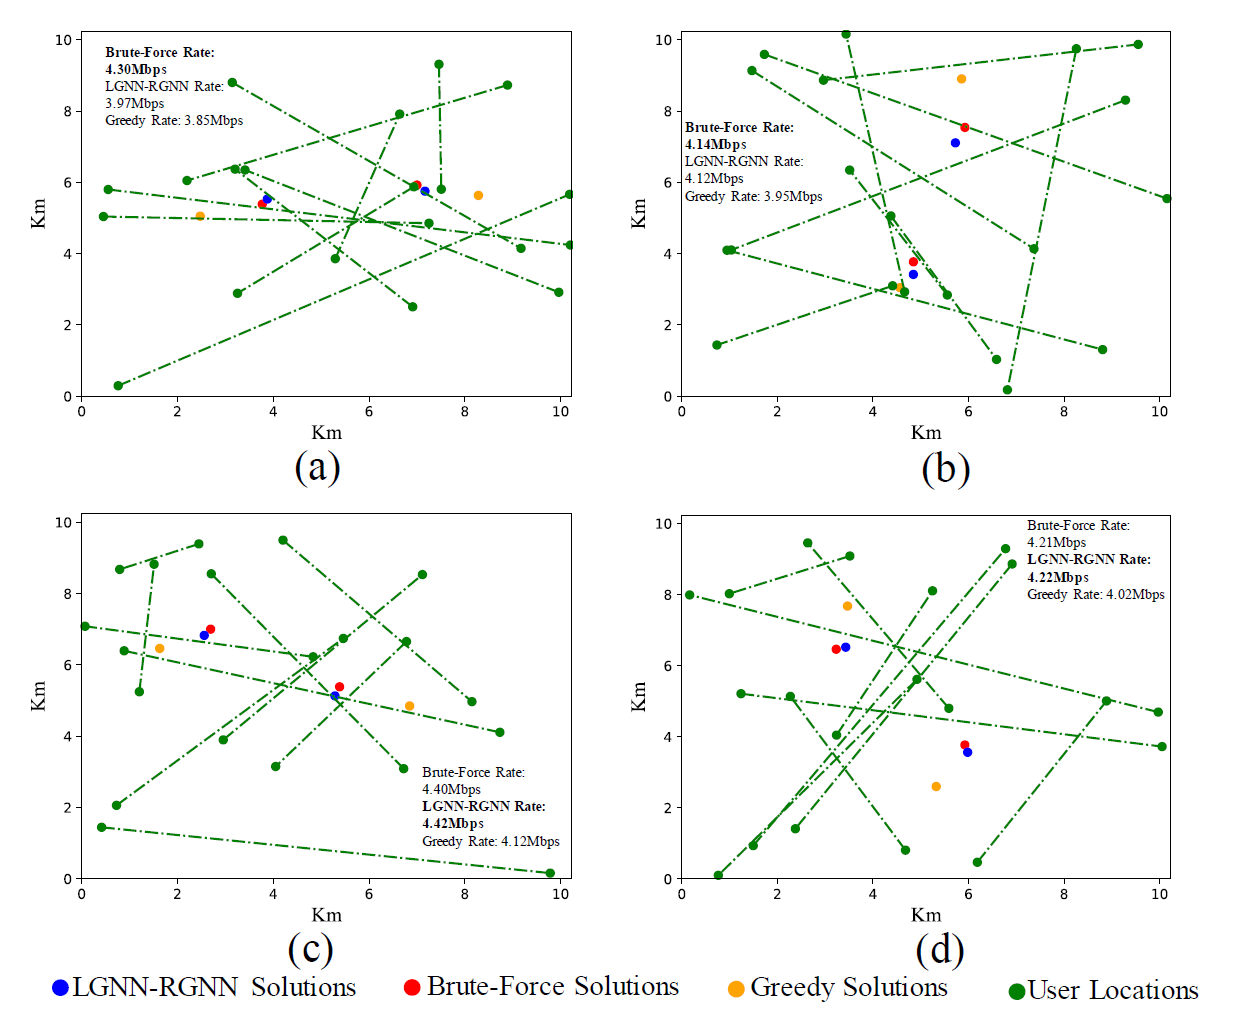 Brute-Force Rate:
4.30Mbps
LGNN-RGNN Rate:
3.97Mbps
Greedy Rate: 3.85Mbps
10
8
6
4
2
0
Km
0 2 4 6 8 10
Km
(a)
Brute-Force Rate:
4.14Mbps
LGNN-RGNN Rate:
4.12Mbps
Greedy Rate: 3.95Mbps
10
8
6
4
2
0
Km
0 2 4 6 8 10
Km
(b)
Brute-Force Rate:
4.40Mbps
LGNN-RGNN Rate:
4.42Mbps
Greedy Rate: 4.12Mbps
10
8
6
4
2
0
Km
0 2 4 6 8 10
Km
(c)
Brute-Force Rate:
4.21Mbps
LGNN-RGNN Rate:
4.22Mbps
Greedy Rate: 4.02Mbps
10
8
6
4
2
0
Km
0 2 4 6 8 10
Km
(d)
LGNN-RGNN Solutions Brute-Force Solutions Greedy Solutions User Locations